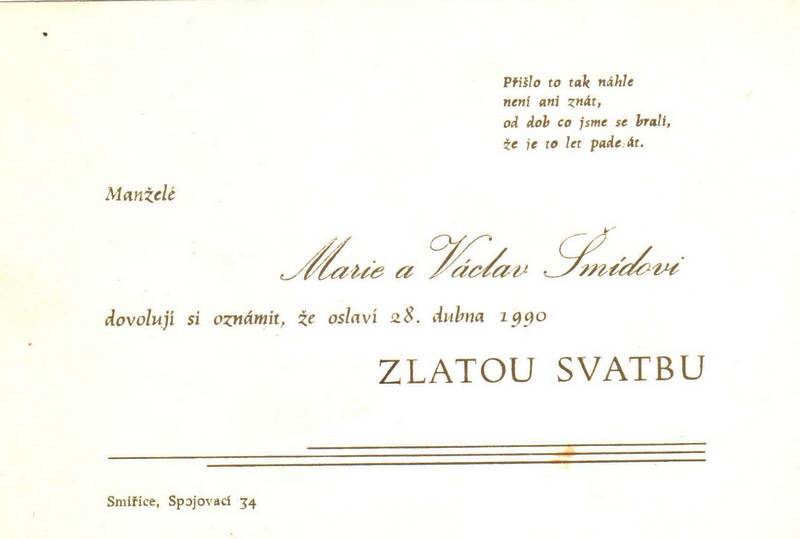 Přišlo to tak náhle
není ani znát,
od dob co jsme se brali,
že je to let padesát.
Manželé
Marie a Václav Šmídovi
dovolují si oznámit, že oslaví 28. dubna 1990
ZLATOU SVATBU
Smiřice, Spojovací 34